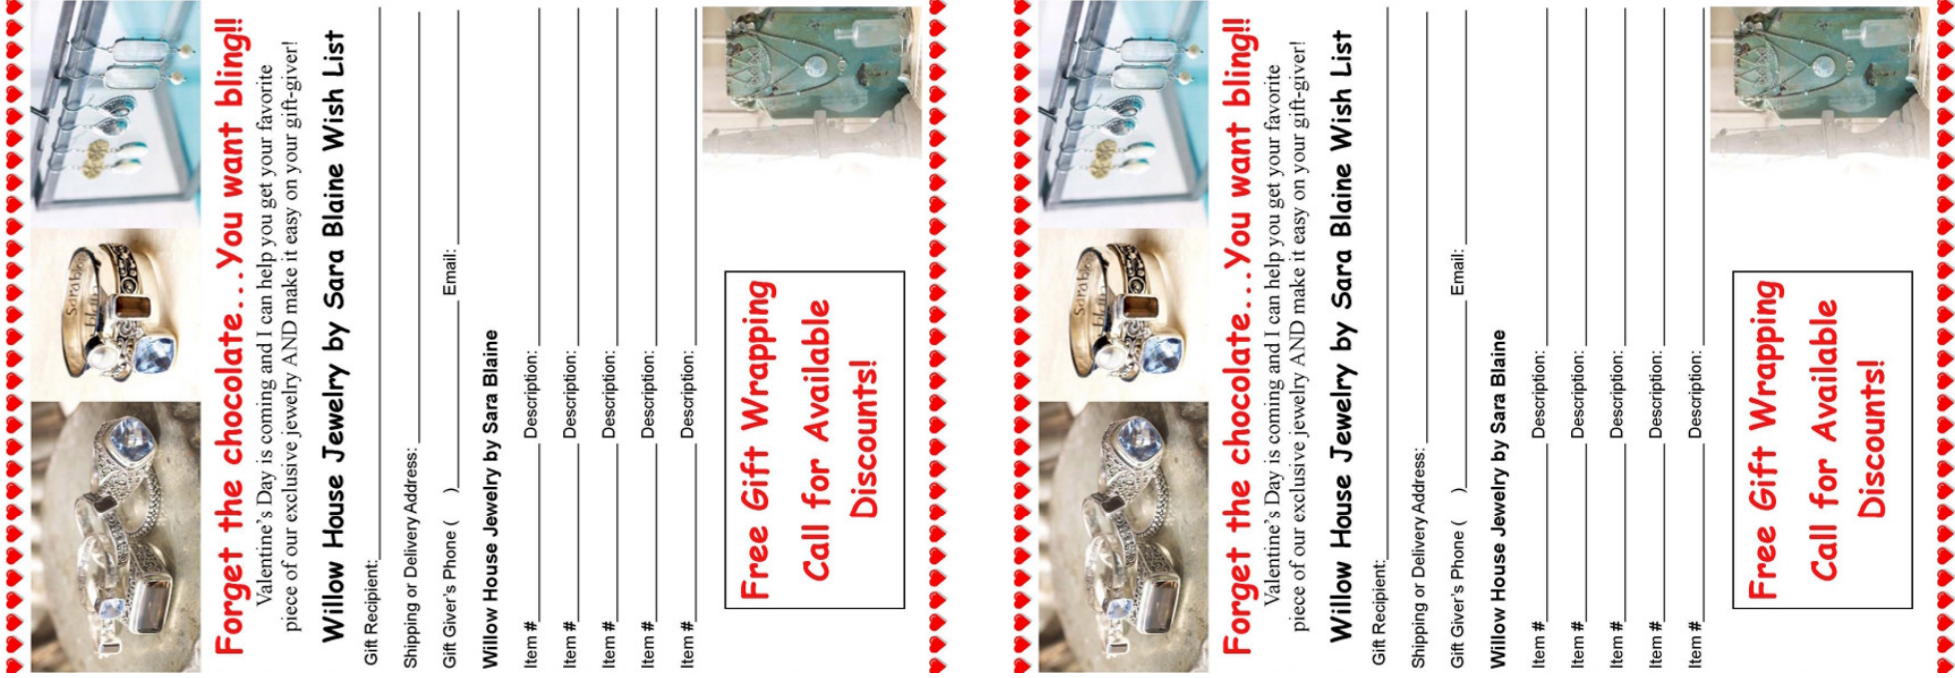 Forget the chocolate...You want bling!!
Valentine's Day is coming and I can help you get your favorite
piece of our exclusive jewelry AND make it easy on your gift-giver!
Willow House Jewelry by Sara Blaine Wish List
Gift Recipient:
Shipping or Delivery Address:
Gift Giver's Phone ( ) Email:
Willow House Jewelry by Sara Blaine
Item # Description:
Item # Description:
Item # Description:
Item # Description:
Item # Description:
Free Gift Wrapping
Call for Available
Discounts!
Forget the chocolate...You want bling!!
Valentine's Day is coming and I can help you get your favorite
piece of our exclusive jewelry AND make it easy on your gift-giver!
Willow House Jewelry by Sara Blaine Wish List
Gift Recipient:
Shipping or Delivery Address:
Gift Giver's Phone ( ) Email:
Willow House Jewelry by Sara Blaine
Item # Description:
Item # Description:
Item # Description:
Item # Description:
Item # Description:
Free Gift Wrapping
Call for Available
Discounts!